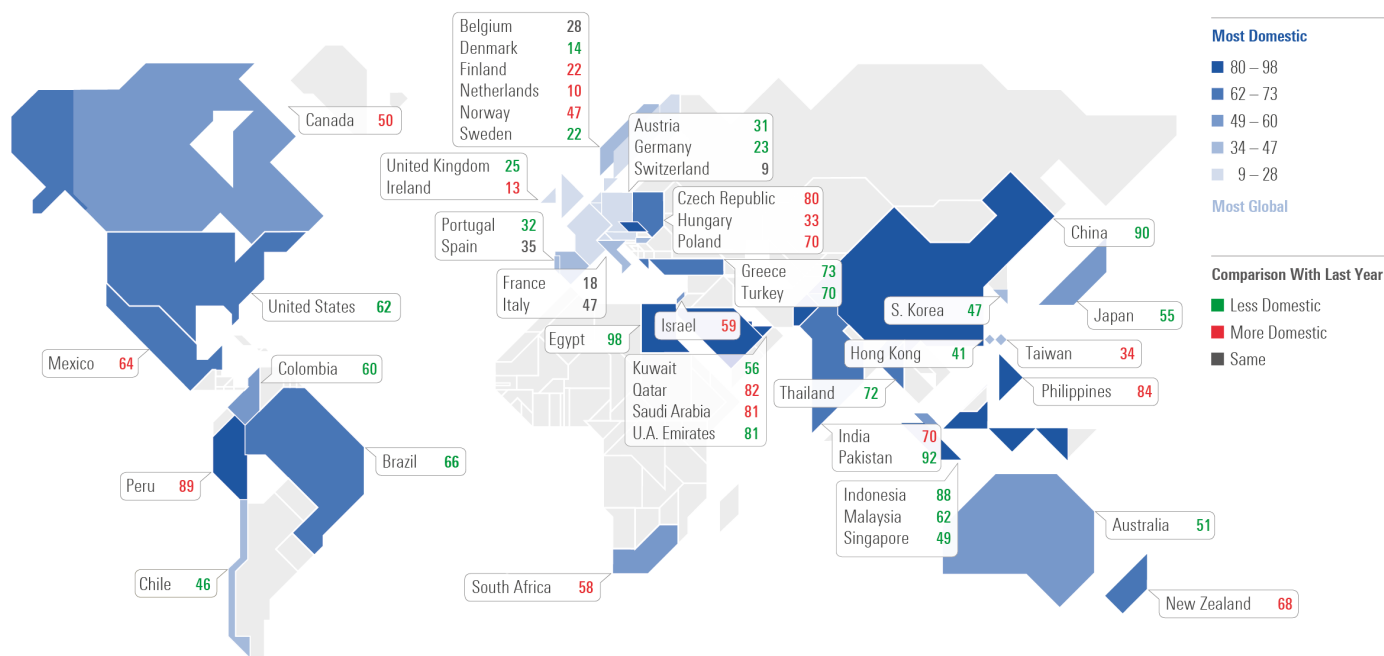 Belgium 28
Denmark 14
Finland 22
Netherlands 10
Norway 47
Sweden 22
Canada 50
Austria 31
Germany 23
Switzerland 9
United Kingdom 25
Ireland 13
Czech Republic 80
Hungary 33
Poland 70
Portugal 32
Spain 35
China 90
France 18
Italy 47
Greece 73
Turkey 70
United States 62
S. Korea 47
Japan 55
Egypt 98
Israel 59
Mexico 64
Colombia 60
Hong Kong 41
Taiwan 34
Kuwait 56
Qatar 82
Saudi Arabia 81
U.A. Emirates 81
Thailand 72
Philippines 84
India 70
Pakistan 92
Brazil 66
Peru 89
Indonesia 88
Malaysia 62
Singapore 49
Australia 51
Chile 46
South Africa 58
New Zealand 68
Most Domestic
80 – 98
62 – 73
49 – 60
34 – 47
9 – 28
Most Global
Comparison With Last Year
Less Domestic
More Domestic
Same